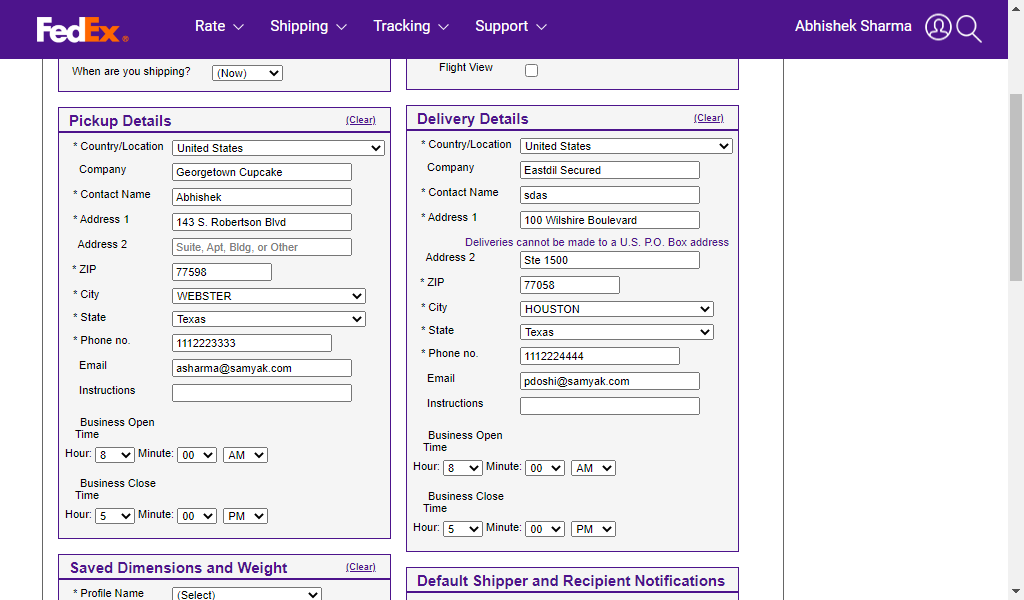 FedEx® Rate Shipping Tracking Support Abhishek Sharma
When are you shipping? (Now)
Flight View
Pickup Details (Clear)
* Country/Location United States
Company Georgetown Cupcake
* Contact Name Abhishek
* Address 1 143 S. Robertson Blvd
Address 2 Suite, Apt, Bldg, or Other
* ZIP 77598
* City WEBSTER
* State Texas
* Phone no. 1112223333
Email asharma@samyak.com
Instructions
Business Open
Time
Hour: 8 Minute: 00 AM
Business Close
Time
Hour: 5 Minute: 00 PM
Delivery Details (Clear)
* Country/Location United States
Company Eastdil Secured
* Contact Name sdas
* Address 1 100 Wilshire Boulevard
Deliveries cannot be made to a U.S. P.O. Box address
Address 2 Ste 1500
* ZIP 77058
* City HOUSTON
* State Texas
* Phone no. 1112224444
Email pdoshi@samyak.com
Instructions
Business Open
Time
Hour: 8 Minute: 00 AM
Business Close
Time
Hour: 5 Minute: 00 PM
Saved Dimensions and Weight (Clear)
* Profile Name (Select)
Default Shipper and Recipient Notifications